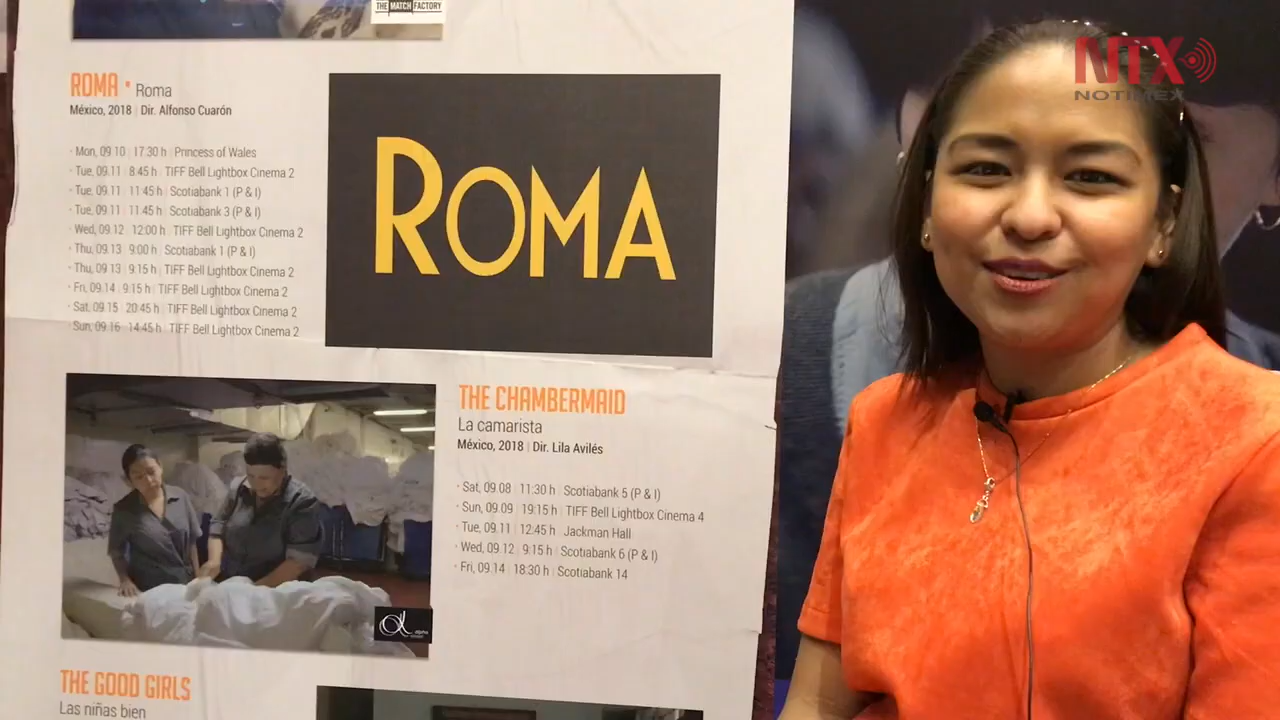 THE MATCH FACTORY
NTX
NOTIMEX
ROMA • Roma
México, 2018 | Dir. Alfonso Cuarón
· Mon, 09.10 | 17:30 h | Princess of Wales
· Tue, 09.11 | 8:45 h | TIFF Bell Lightbox Cinema 2
· Tue, 09.11 | 11:45 h | Scotiabank 1 (P & I)
· Tue, 09.11 | 11:45 h | Scotiabank 3 (P & I)
· Wed, 09.12 | 12:00 h | TIFF Bell Lightbox Cinema 2
· Thu, 09.13 | 9:00 h | Scotiabank 1 (P & I)
· Thu, 09.13 | 9:15 h | TIFF Bell Lightbox Cinema 2
· Fri, 09.14 | 9:15 h | TIFF Bell Lightbox Cinema 2
· Sat, 09.15 | 20:45 h | TIFF Bell Lightbox Cinema 2
· Sun, 09.16 | 14:45 h | TIFF Bell Lightbox Cinema 2
ROMA
THE CHAMBERMAID
La camarista
México, 2018 | Dir. Lila Avilés
· Sat, 09.08 | 11:30 h | Scotiabank 5 (P & I)
· Sun, 09.09 | 19:15 h | TIFF Bell Lightbox Cinema 4
· Tue, 09.11 | 12:45 h | Jackman Hall
· Wed, 09.12 | 9:15 h | Scotiabank 6 (P & I)
· Fri, 09.14 | 18:30 h | Scotiabank 14
alpha
THE GOOD GIRLS
Las niñas bien